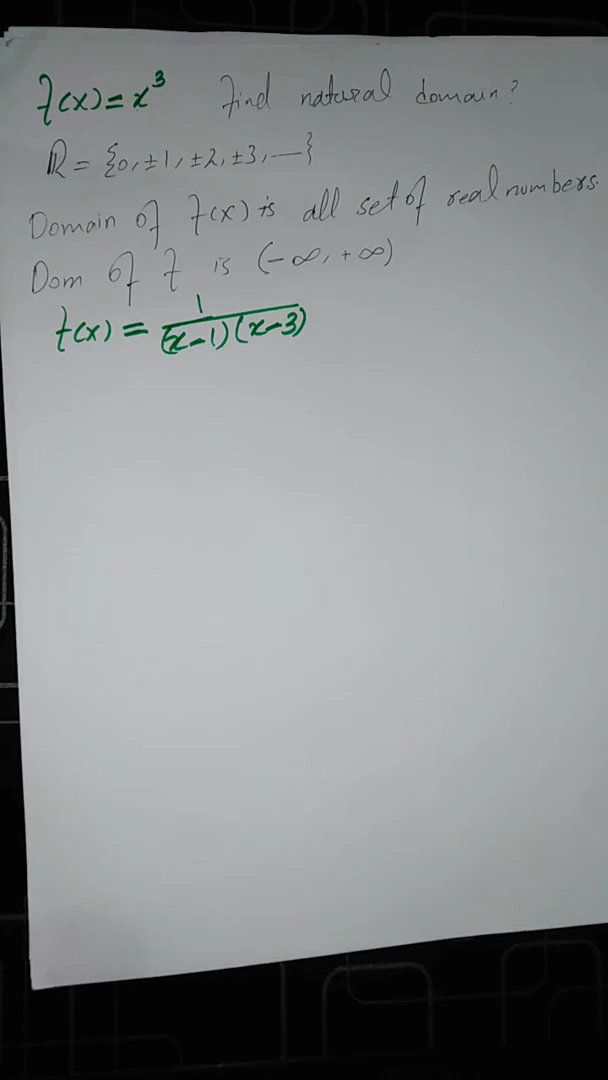 f(x) = x³ Find natural domain?
ℝ = {0, ±1, ±2, ±3, —}
Domain of f(x) is all set of real numbers.
Dom of f is (-∞, +∞)
f(x) = 1/(x-1)(x-3)